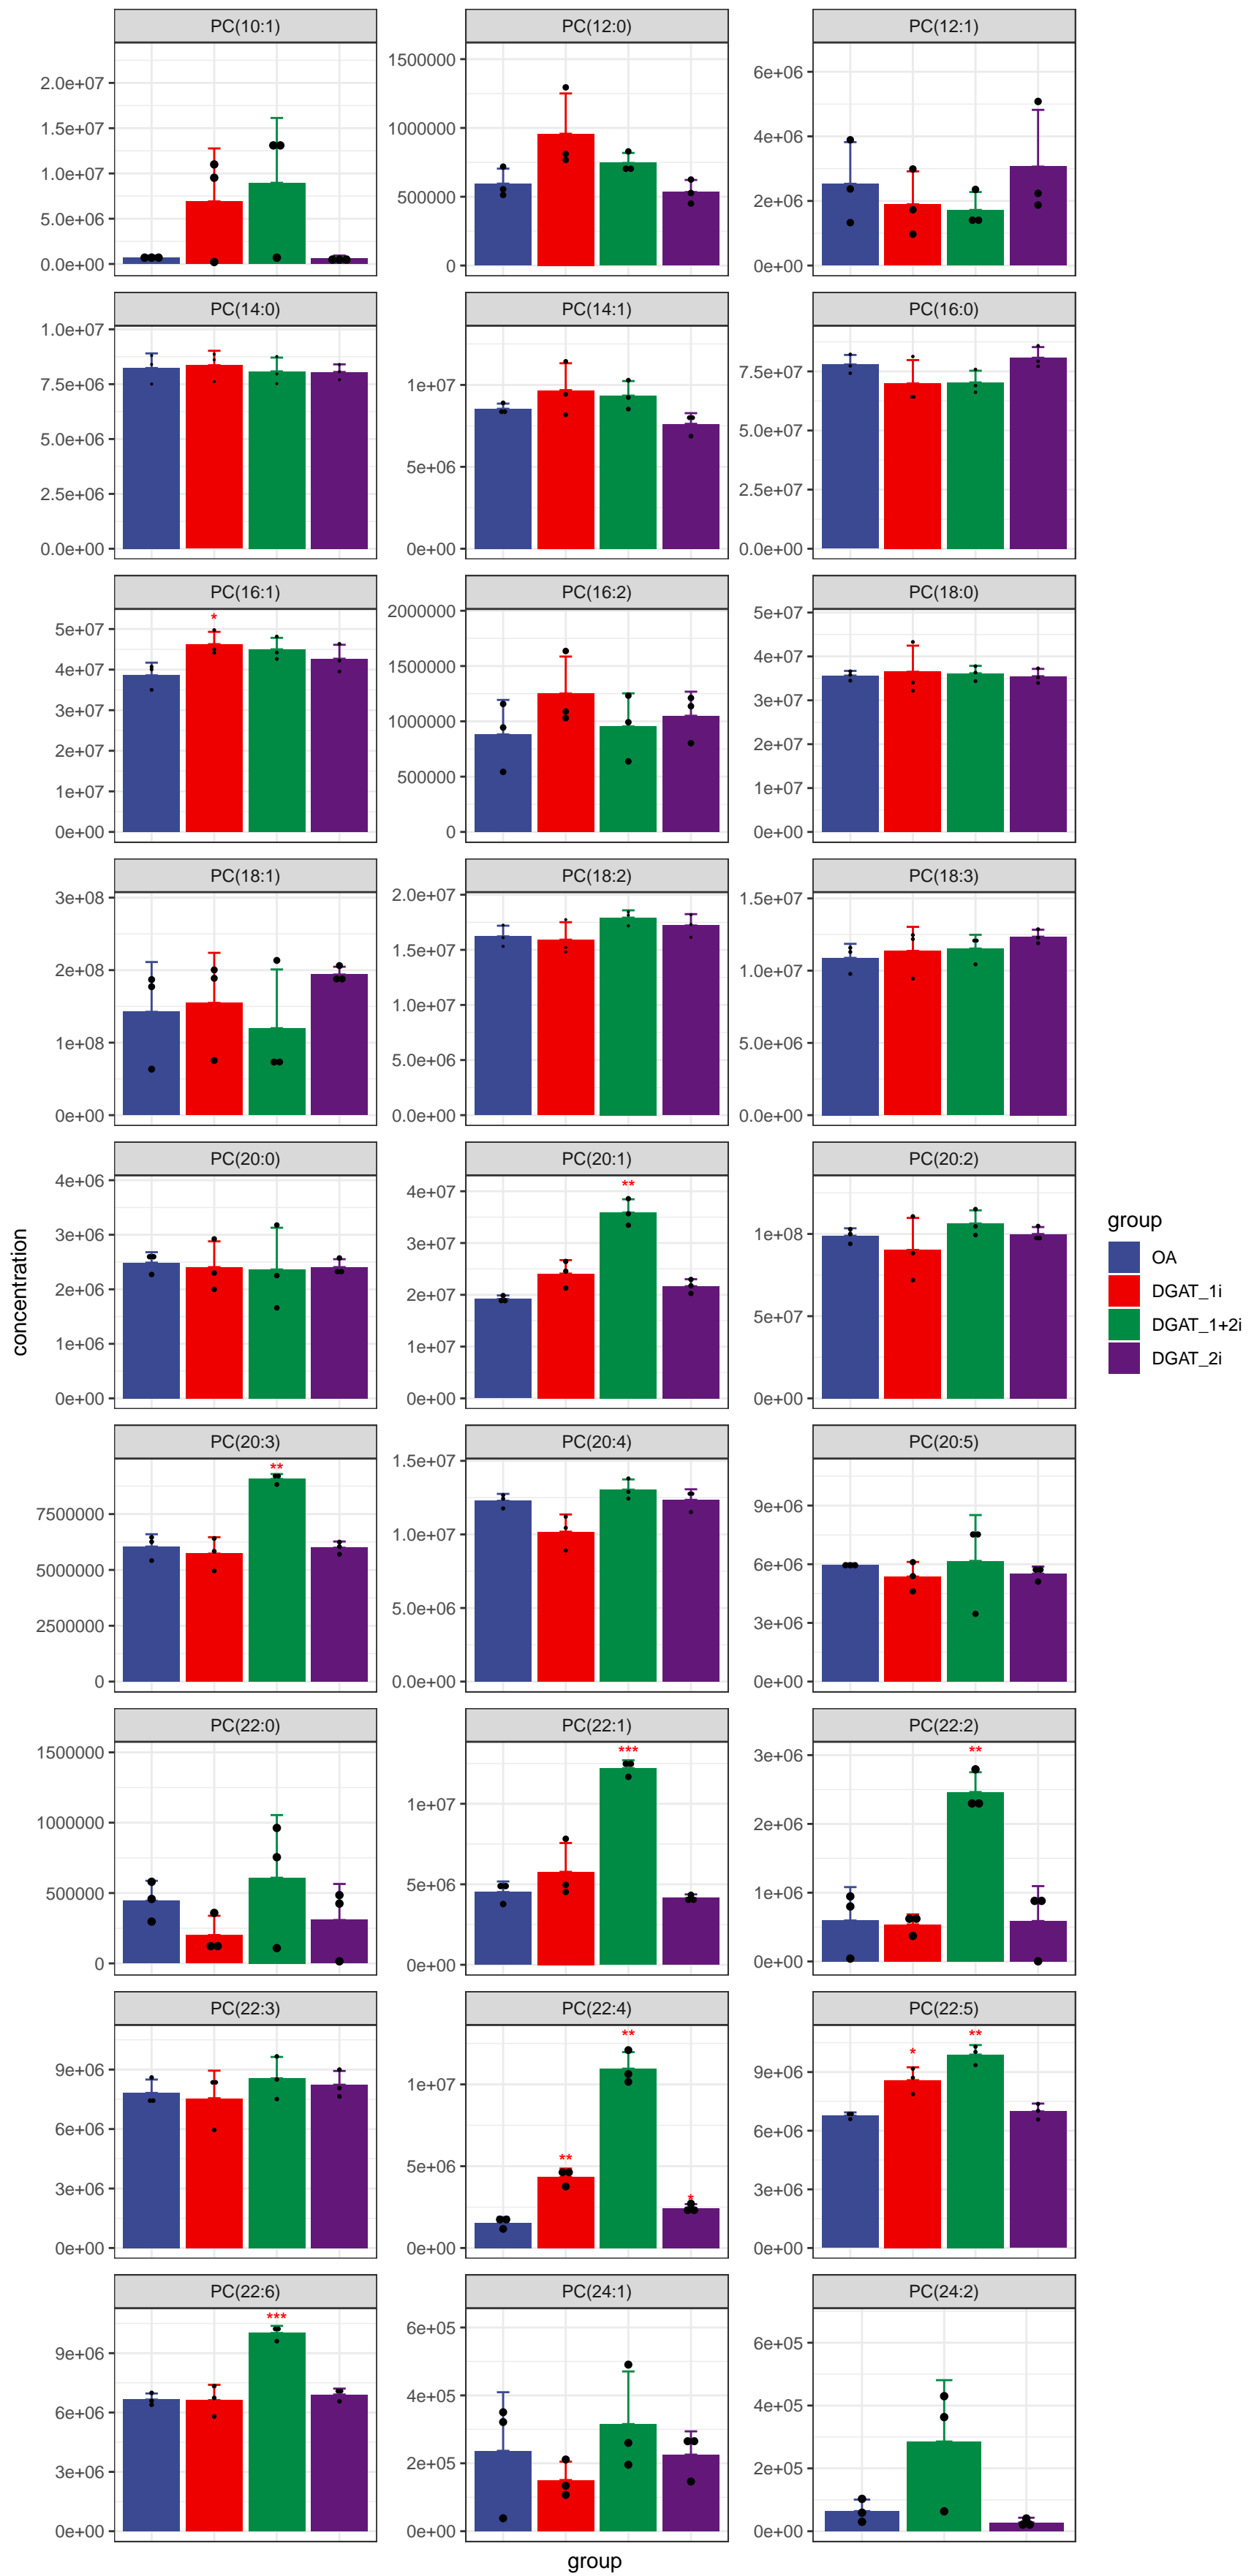 PC(10:1)
PC(12:0)
PC(12:1)
2.0e+07
1.5e+07
1.0e+07
5.0e+06
0.0e+00
1500000
1000000
500000
0
6e+06
4e+06
2e+06
0e+00
PC(14:0)
PC(14:1)
PC(16:0)
1.0e+07
7.5e+06
5.0e+06
2.5e+06
0.0e+00
1e+07
5e+06
0e+00
7.5e+07
5.0e+07
2.5e+07
0.0e+00
PC(16:1)
PC(16:2)
PC(18:0)
5e+07
4e+07
3e+07
2e+07
1e+07
0e+00
*
2000000
1500000
1000000
500000
0
5e+07
4e+07
3e+07
2e+07
1e+07
0e+00
PC(18:1)
PC(18:2)
PC(18:3)
3e+08
2e+08
1e+08
0e+00
2.0e+07
1.5e+07
1.0e+07
5.0e+06
0.0e+00
1.5e+07
1.0e+07
5.0e+06
0.0e+00
PC(20:0)
PC(20:1)
PC(20:2)
4e+06
3e+06
2e+06
1e+06
0e+00
4e+07
3e+07
2e+07
1e+07
0e+00
**
1e+08
5e+07
0e+00
PC(20:3)
PC(20:4)
PC(20:5)
7500000
5000000
2500000
0
**
1.5e+07
1.0e+07
5.0e+06
0.0e+00
9e+06
6e+06
3e+06
0e+00
PC(22:0)
PC(22:1)
PC(22:2)
1500000
1000000
500000
0
1e+07
5e+06
0e+00
***
3e+06
2e+06
1e+06
0e+00
**
PC(22:3)
PC(22:4)
PC(22:5)
9e+06
6e+06
3e+06
0e+00
1e+07
5e+06
0e+00
**
**
*
9e+06
6e+06
3e+06
0e+00
*
**
PC(22:6)
PC(24:1)
PC(24:2)
9e+06
6e+06
3e+06
0e+00
***
6e+05
4e+05
2e+05
0e+00
6e+05
4e+05
2e+05
0e+00
concentration
group
group
OA
DGAT_1i
DGAT_1+2i
DGAT_2i